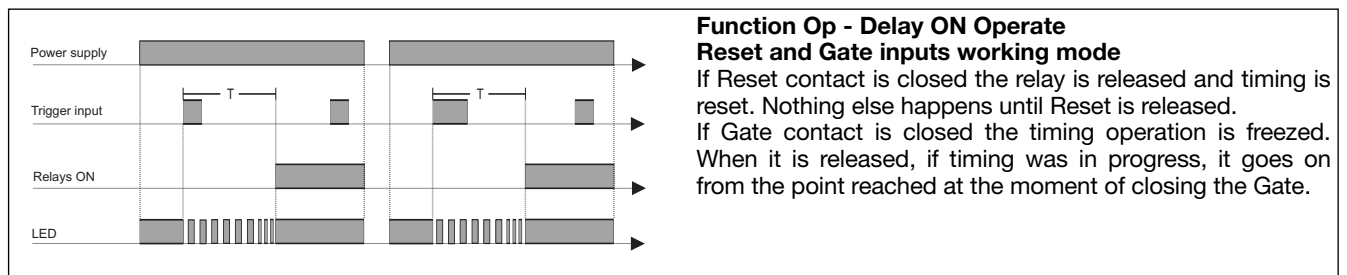 Power supply
Trigger input
Relays ON
LED
T
T
Function Op - Delay ON Operate
Reset and Gate inputs working mode
If Reset contact is closed the relay is released and timing is
reset. Nothing else happens until Reset is released.
If Gate contact is closed the timing operation is freezed.
When it is released, if timing was in progress, it goes on
from the point reached at the moment of closing the Gate.